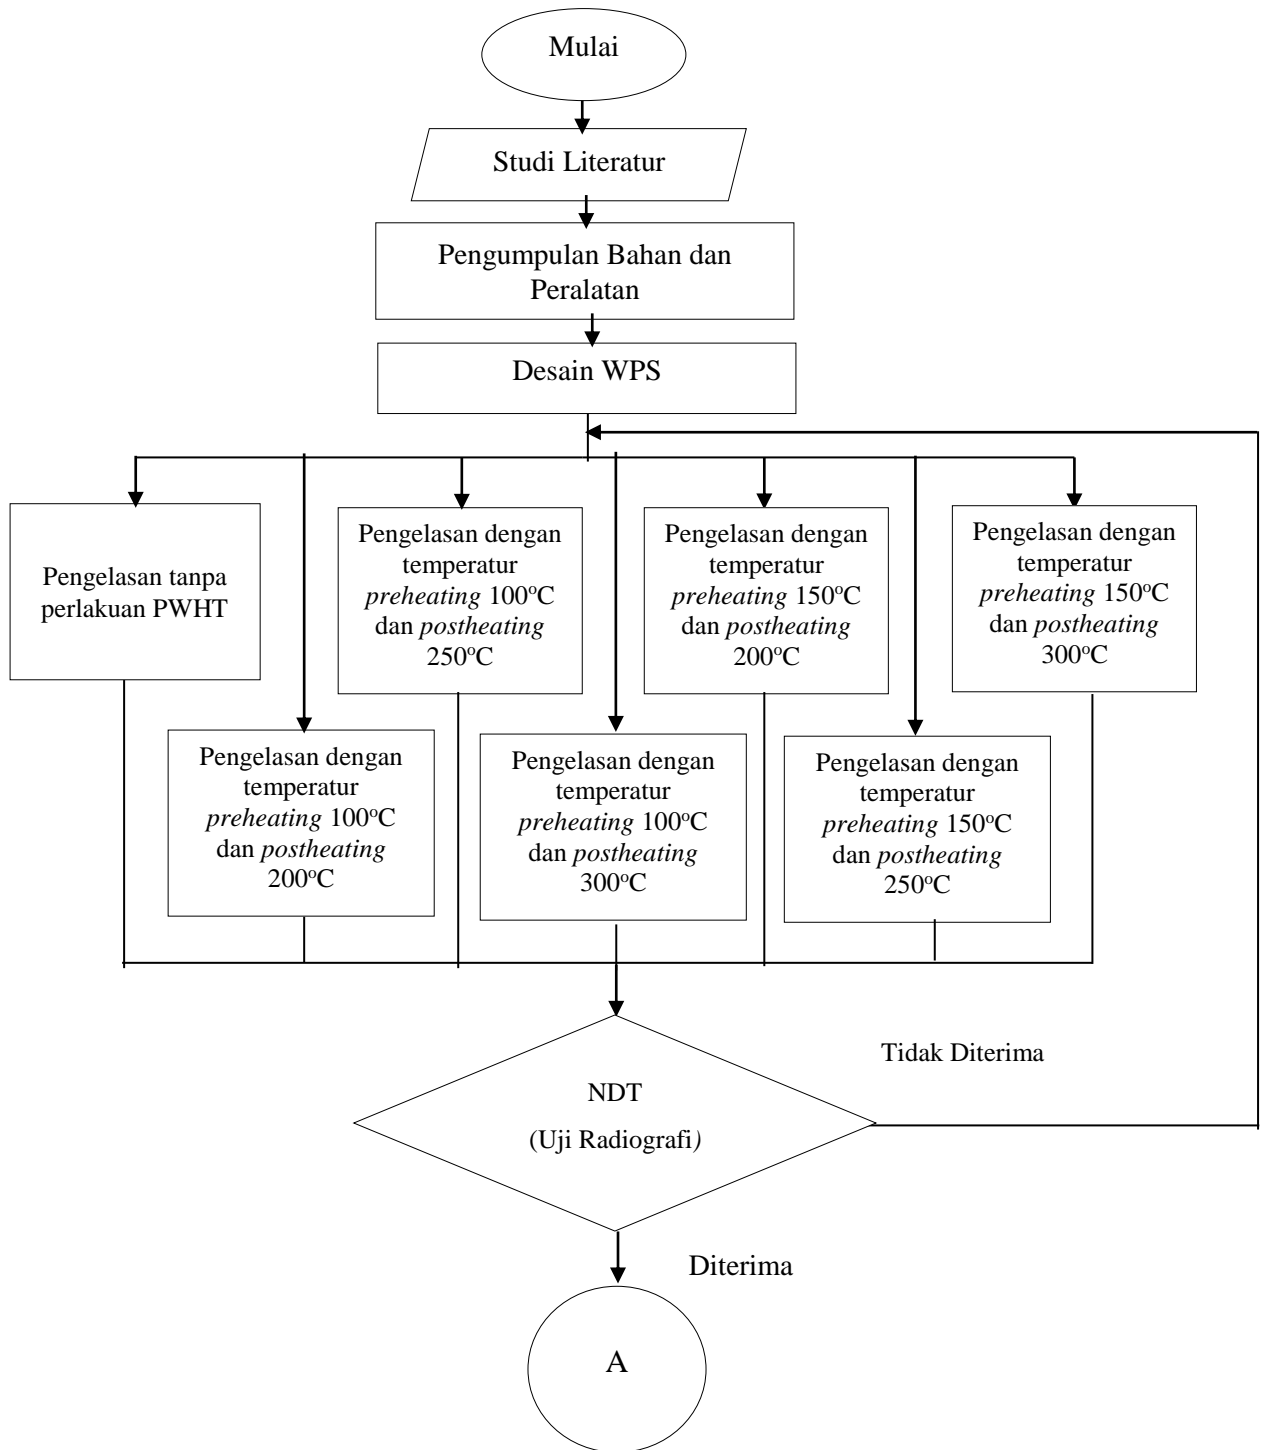 Mulai
Studi Literatur
Pengumpulan Bahan dan
Peralatan
Desain WPS
Pengelasan tanpa
perlakuan PWHT
Pengelasan dengan
temperatur
preheating 100°C
dan postheating
250°C
Pengelasan dengan
temperatur
preheating 150°C
dan postheating
200°C
Pengelasan dengan
temperatur
preheating 150°C
dan postheating
300°C
Pengelasan dengan
temperatur
preheating 100°C
dan postheating
200°C
Pengelasan dengan
temperatur
preheating 100°C
dan postheating
300°C
Pengelasan dengan
temperatur
preheating 150°C
dan postheating
250°C
Tidak Diterima
NDT
(Uji Radiografi)
Diterima
A